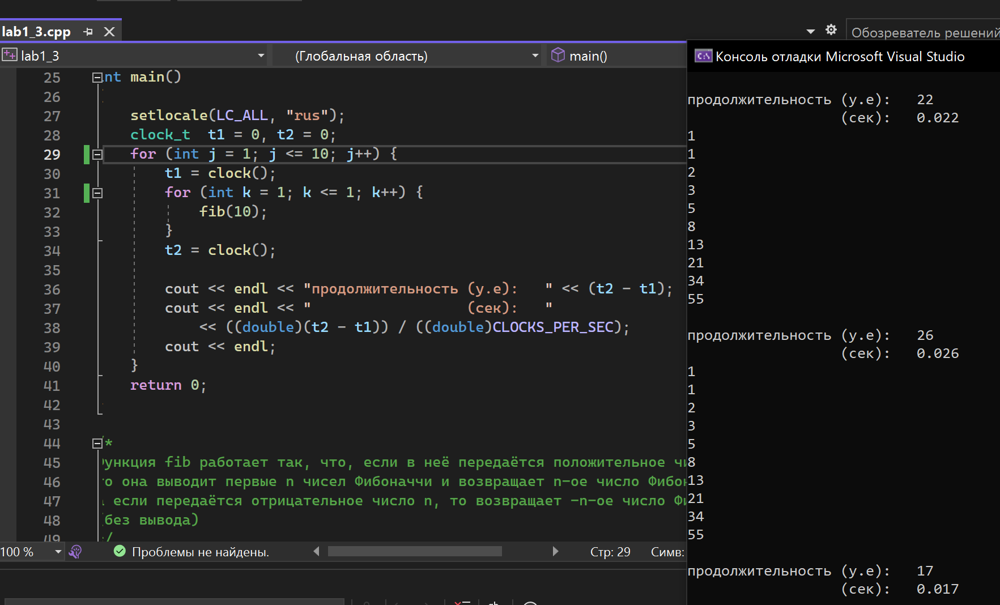 lab1_3.cpp
Обозреватель решений
lab1_3
(Глобальная область)
main()
25 int main()
26
27 setlocale(LC_ALL, "rus");
28 clock_t  t1 = 0, t2 = 0;
29 for (int j = 1; j <= 10; j++) {
30 t1 = clock();
31 for (int k = 1; k <= 1; k++) {
32 fib(10);
33 }
34 t2 = clock();
35
36 cout << endl << "продолжительность (у.е):   " << (t2 - t1);
37 cout << endl << "                  (сек):   "
38 << ((double)(t2 - t1)) / ((double)CLOCKS_PER_SEC);
39 cout << endl;
40 }
41 return 0;
42
43
44 *
45 ункция fib работает так, что, если в неё передаётся положительное чи
46 о она выводит первые n чисел Фибоначчи и возвращает n-ое число Фибон
47 если передаётся отрицательное число n, то возвращает -n-ое число Фи
48 (без вывода)
49 /
100 %
Проблемы не найдены.
Стр: 29
Симв:
Консоль отладки Microsoft Visual Studio
продолжительность (у.е):   22
(сек):   0.022
1
1
2
3
5
8
13
21
34
55
продолжительность (у.е):   26
(сек):   0.026
1
1
2
3
5
8
13
21
34
55
продолжительность (у.е):   17
(сек):   0.017